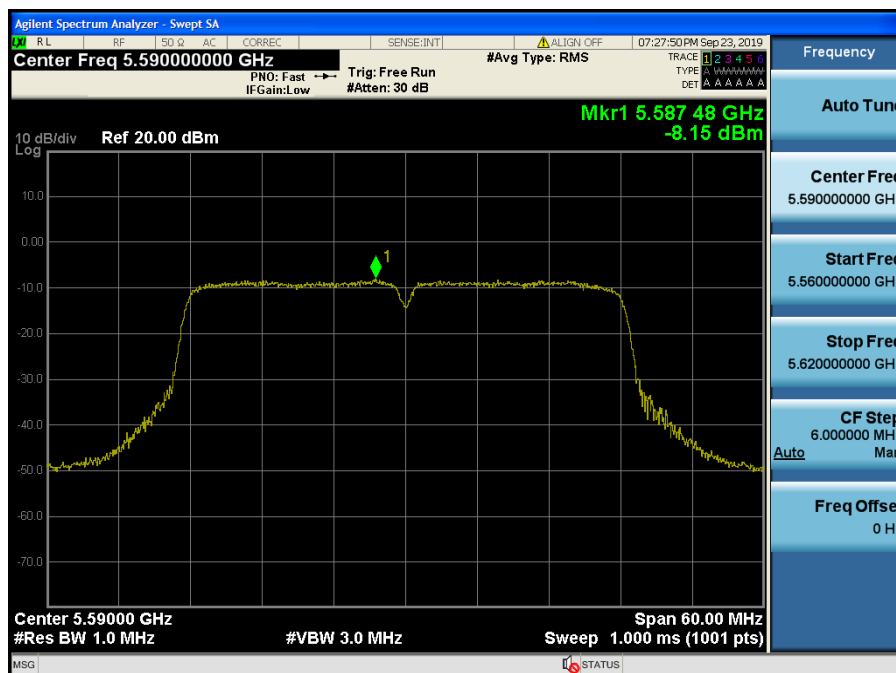 Agilent Spectrum Analyzer - Swept SA
LXI RL RF 50 Ω AC CORREC SENSE:INT ALIGN OFF 07:27:50 PM Sep 23, 2019
Center Freq 5.590000000 GHz #Avg Type: RMS TRACE 1 2 3 4 5 6
PNO: Fast Trig: Free Run TYPE A WWWWW
IFGain:Low #Atten: 30 dB DET A A A A A A
Mkr1 5.587 48 GHz
10 dB/div Ref 20.00 dBm -8.15 dBm
Log
10.0
0.00
1
-10.0
-20.0
-30.0
-40.0
-50.0
-60.0
-70.0
Center 5.59000 GHz Span 60.00 MHz
#Res BW 1.0 MHz #VBW 3.0 MHz Sweep 1.000 ms (1001 pts)
MSG STATUS
Frequency
Auto Tun
Center Fre
5.590000000 GH
Start Fre
5.560000000 GH
Stop Fre
5.620000000 GH
CF Step
6.000000 MH
Auto Ma
Freq Offse
0 H